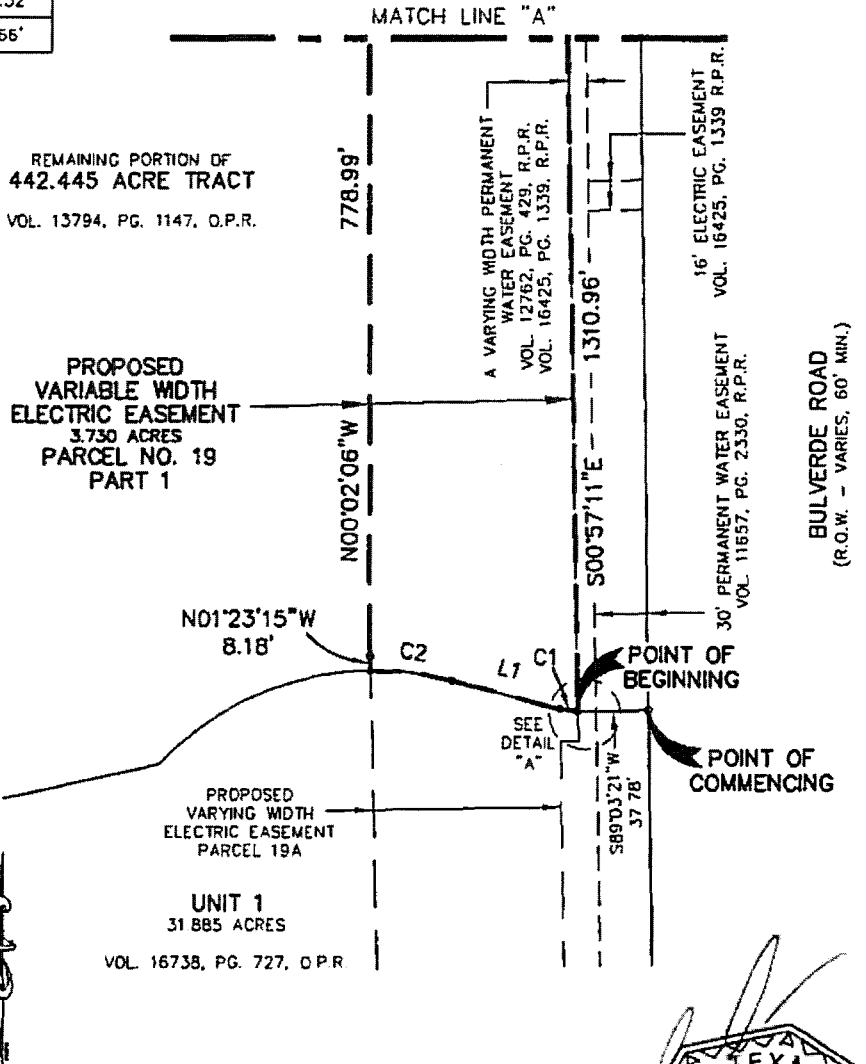 MATCH LINE "A"
REMAINING PORTION OF
442.445 ACRE TRACT
VOL. 13794, PG. 1147, O.P.R.
778.99'
N00°02'06"W
A VARYING WIDTH PERMANENT
WATER EASEMENT
VOL. 12762, PG. 429, R.P.R.
VOL. 16425, PG. 1339, R.P.R.
1310.96'
S00°57'11"E
16' ELECTRIC EASEMENT
VOL. 16425, PG. 1339 R.P.R.
PROPOSED
VARIABLE WIDTH
ELECTRIC EASEMENT
3.730 ACRES
PARCEL NO. 19
PART 1
30' PERMANENT WATER EASEMENT
VOL. 11657, PG. 2330, R.P.R.
BULVERDE ROAD
(R.O.W. - VARIES, 60' MIN.)
N01°23'15"W
8.18'
C2
L1
C1
POINT OF
BEGINNING
SEE
DETAIL
"A"
S89°03'21"W
37 78'
POINT OF
COMMENCING
PROPOSED
VARYING WIDTH
ELECTRIC EASEMENT
PARCEL 19A
UNIT 1
31 885 ACRES
VOL. 16738, PG. 727, O P.R.
TEXA